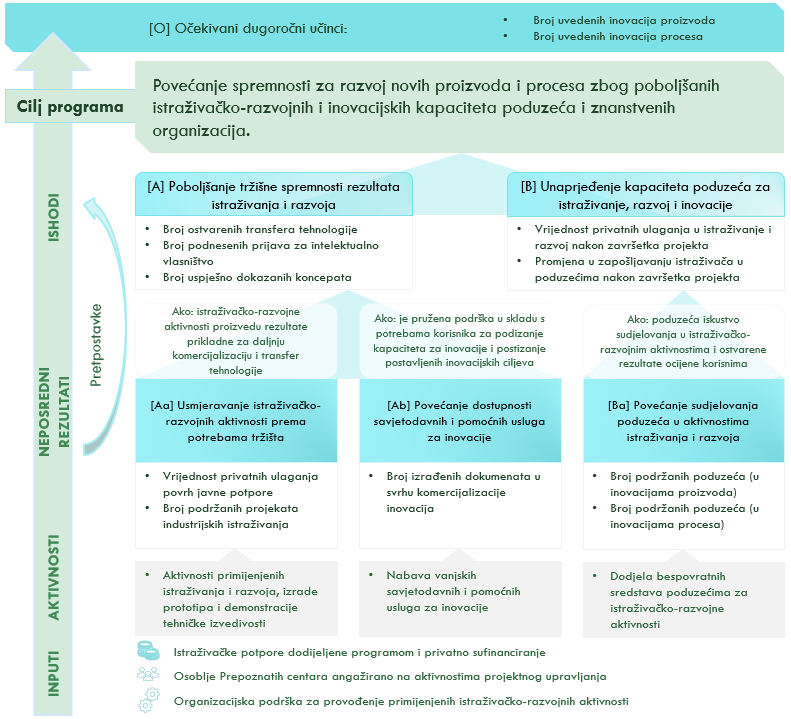 [O] Očekivani dugoročni učinci:
• Broj uvedenih inovacija proizvoda
• Broj uvedenih inovacija procesa
Cilj programa
Povećanje spremnosti za razvoj novih proizvoda i procesa zbog poboljšanih
istraživačko-razvojnih i inovacijskih kapaciteta poduzeća i znanstvenih
organizacija.
ISHODI
[A] Poboljšanje tržišne spremnosti rezultata
istraživanja i razvoja
• Broj ostvarenih transfera tehnologije
• Broj podnesenih prijava za intelektualno
vlasništvo
• Broj uspješno dokazanih koncepata
[B] Unaprjeđenje kapaciteta poduzeća za
istraživanje, razvoj i inovacije
• Vrijednost privatnih ulaganja u istraživanje i
razvoj nakon završetka projekta
• Promjena u zapošljavanju istraživača u
poduzećima nakon završetka projekta
Pretpostavke
Ako: istraživačko-razvojne
aktivnosti proizvedu rezultate
prikladne za daljnju
komercijalizaciju i transfer
tehnologije
Ako: je pružena podrška u skladu s
potrebama korisnika za podizanje
kapaciteta za inovacije i postizanje
postavljenih inovacijskih ciljeva
Ako: poduzeća iskustvo
sudjelovanja u istraživačko-
razvojnim aktivnostima i ostvarene
rezultate ocijene korisnima
NEPOSREDNI
REZULTATI
[Aa] Usmjeravanje istraživačko-
razvojnih aktivnosti prema
potrebama tržišta
• Vrijednost privatnih ulaganja
povrh javne potpore
• Broj podržanih projekata
industrijskih istraživanja
[Ab] Povećanje dostupnosti
savjetodavnih i pomoćnih usluga
za inovacije
• Broj izrađenih dokumenata u
svrhu komercijalizacije
inovacija
[Ba] Povećanje sudjelovanja
poduzeća u aktivnostima
istraživanja i razvoja
• Broj podržanih poduzeća (u
inovacijama proizvoda)
• Broj podržanih poduzeća (u
inovacijama procesa)
AKTIVNOSTI
• Aktivnosti primijenjenih
istraživanja i razvoja, izrade
prototipa i demonstracije
tehničke izvedivosti
• Nabava vanjskih
savjetodavnih i pomoćnih
usluga za inovacije
• Dodjela bespovratnih
sredstava poduzećima za
istraživačko-razvojne
aktivnosti
INPUTI
Istraživačke potpore dodijeljene programom i privatno sufinanciranje
Osoblje Prepoznatih centara angažirano na aktivnostima projektnog upravljanja
Organizacijska podrška za provođenje primijenjenih istraživačko-razvojnih aktivnosti